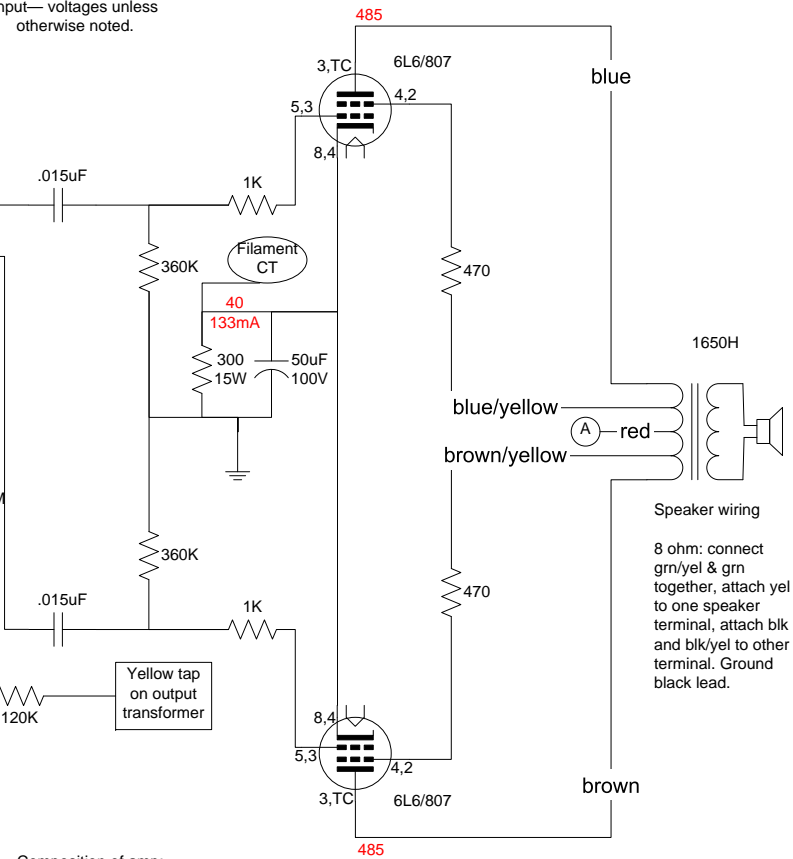 nput— voltages unless
otherwise noted.
485
3,TC
6L6/807
blue
5,3
4,2
8,4
.015uF
1K
360K
Filament
CT
470
40
133mA
300
15W
50uF
100V
1650H
blue/yellow
A
red
brown/yellow
Speaker wiring
8 ohm: connect
grn/yel & grn
together, attach yel
to one speaker
terminal, attach blk
and blk/yel to other
terminal. Ground
black lead.
M
360K
470
.015uF
1K
Yellow tap
on output
transformer
120K
8,4
5,3
4,2
3,TC
6L6/807
brown
485